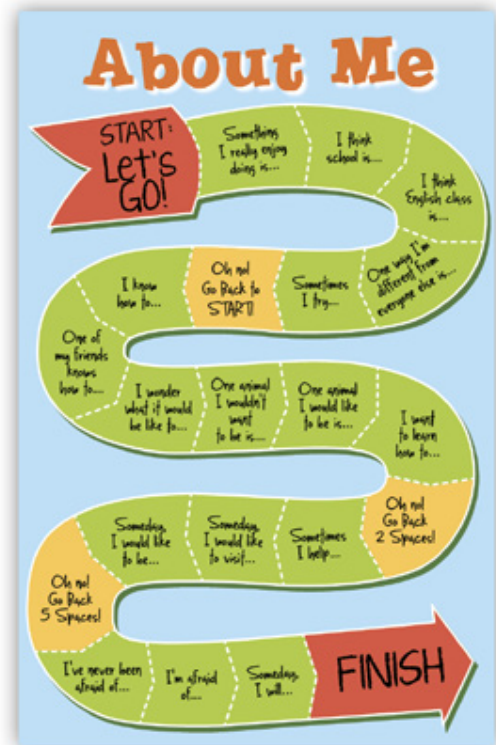 About Me
START:
Let's
GO!
Something
I really enjoy
doing is...
I think
school is...
I think
English class
is...
One way I'm
different from
everyone else is...
Sometimes
I try...
Oh no!
Go Back to
START!
I know
how to...
One of
my friends
knows
how to...
I wonder
what it would
be like to...
One animal
I wouldn't
want
to be is...
One animal
I would like
to be is...
I want
to learn
how to...
Oh no!
Go Back
2 Spaces!
Sometimes
I help...
Someday,
I would like
to visit...
Someday,
I would like
to be...
Oh no!
Go Back
5 Spaces!
I've never been
afraid of...
I'm afraid
of...
Someday,
I will...
FINISH